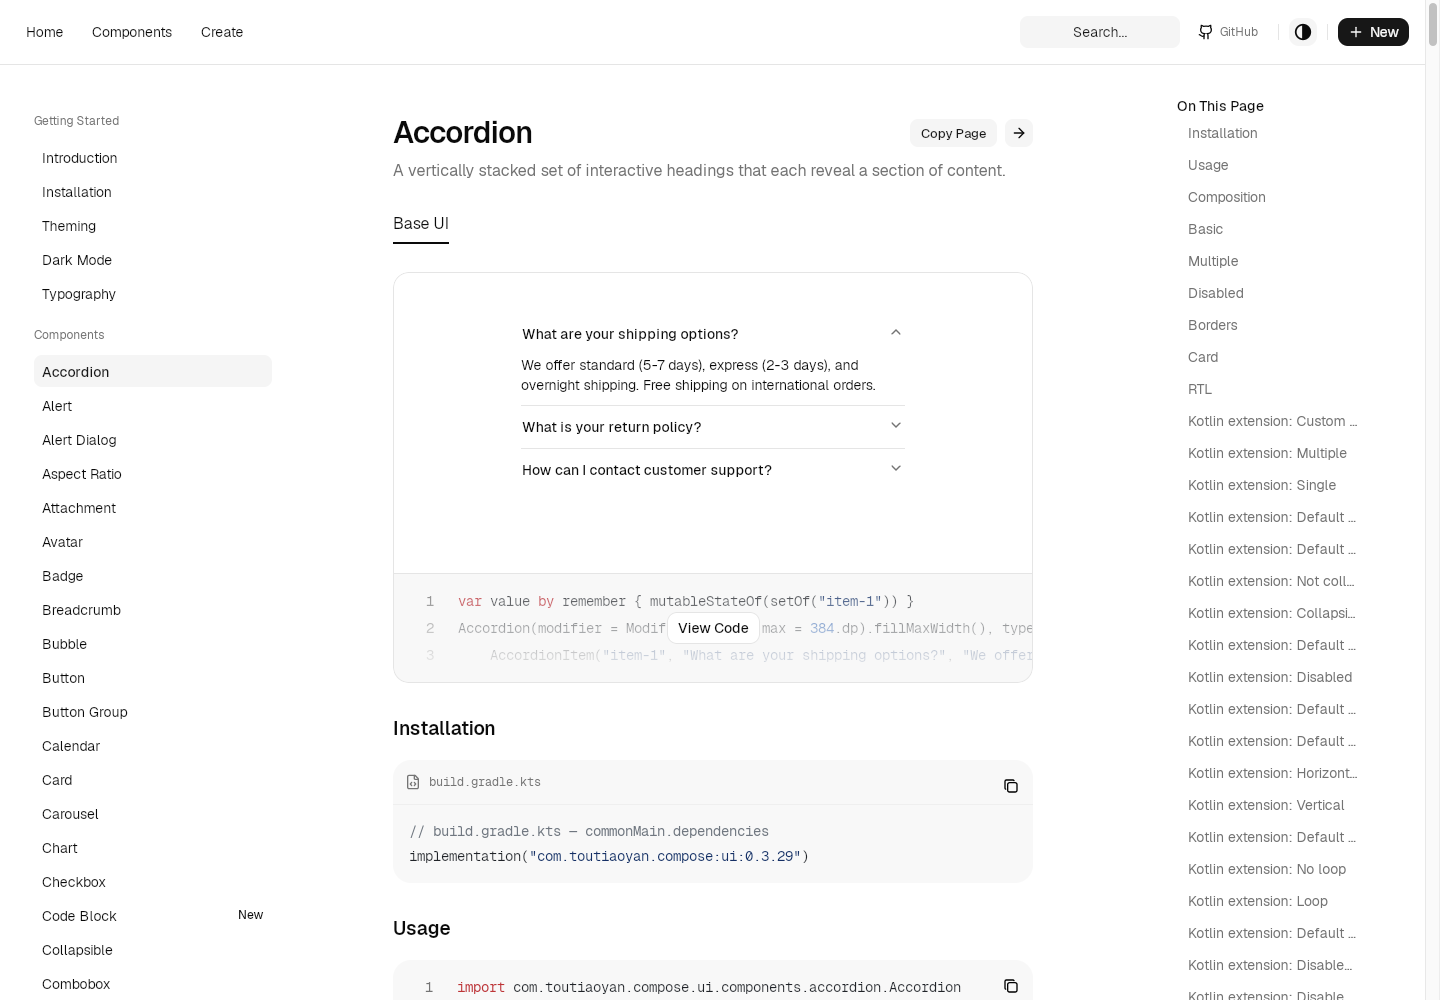 Home
Components
Create
Search...
GitHub
New
Getting Started
Introduction
Installation
Theming
Dark Mode
Typography
Components
Accordion
Alert
Alert Dialog
Aspect Ratio
Attachment
Avatar
Badge
Breadcrumb
Bubble
Button
Button Group
Calendar
Card
Carousel
Chart
Checkbox
Code Block
New
Collapsible
Combobox
Accordion
Copy Page
A vertically stacked set of interactive headings that each reveal a section of content.
Base UI
What are your shipping options?
We offer standard (5-7 days), express (2-3 days), and
overnight shipping. Free shipping on international orders.
What is your return policy?
How can I contact customer support?
1 var value by remember { mutableStateOf(setOf("item-1")) }
2 Accordion(modifier = Modif max = 384.dp).fillMaxWidth(), type
View Code
3 AccordionItem("item-1", "What are your shipping options?", "We offer
Installation
build.gradle.kts
// build.gradle.kts — commonMain.dependencies
implementation("com.toutiaoyan.compose:ui:0.3.29")
Usage
1 import com.toutiaoyan.compose.ui.components.accordion.Accordion
On This Page
Installation
Usage
Composition
Basic
Multiple
Disabled
Borders
Card
RTL
Kotlin extension: Custom ...
Kotlin extension: Multiple
Kotlin extension: Single
Kotlin extension: Default ...
Kotlin extension: Default ...
Kotlin extension: Not coll...
Kotlin extension: Collapsi...
Kotlin extension: Default ...
Kotlin extension: Disabled
Kotlin extension: Default ...
Kotlin extension: Default ...
Kotlin extension: Horizont...
Kotlin extension: Vertical
Kotlin extension: Default ...
Kotlin extension: No loop
Kotlin extension: Loop
Kotlin extension: Default ...
Kotlin extension: Disable...
Kotlin extension: Disable